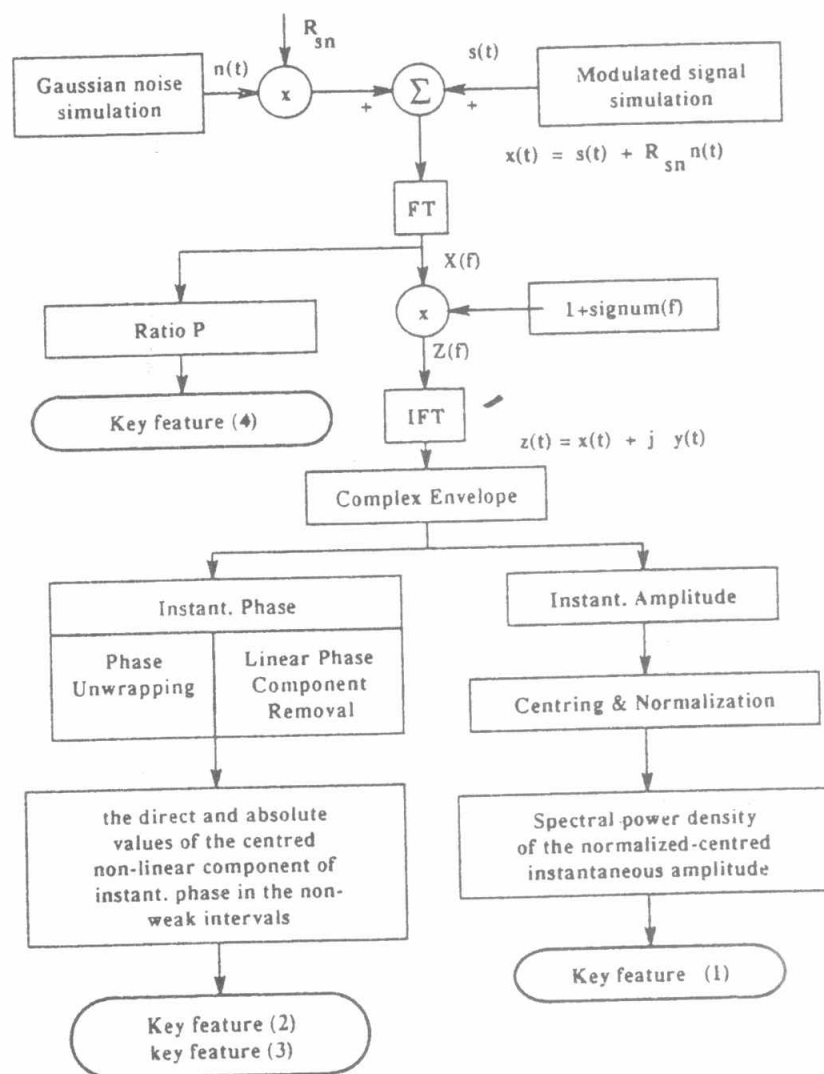 R_sn
n(t)
s(t)
Gaussian noise
simulation
x
Σ
+
+
Modulated signal
simulation
x(t) = s(t) + R_sn n(t)
FT
X(f)
Ratio P
x
1+signum(f)
Z(f)
Key feature (4)
IFT
z(t) = x(t) + j y(t)
Complex Envelope
Instant. Phase
Phase
Unwrapping
Linear Phase
Component
Removal
Instant. Amplitude
Centring & Normalization
the direct and absolute
values of the centred
non-linear component of
instant. phase in the non-
weak intervals
Spectral power density
of the normalized-centred
instantaneous amplitude
Key feature (1)
Key feature (2)
key feature (3)